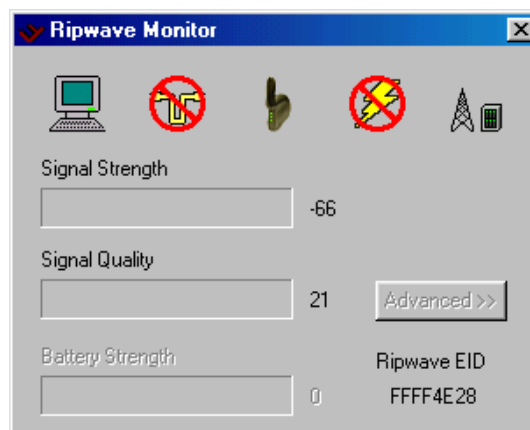 Ripwave Monitor
Signal Strength
-66
Signal Quality
21
Advanced >>
Battery Strength
0
Ripwave EID
FFFF4E28